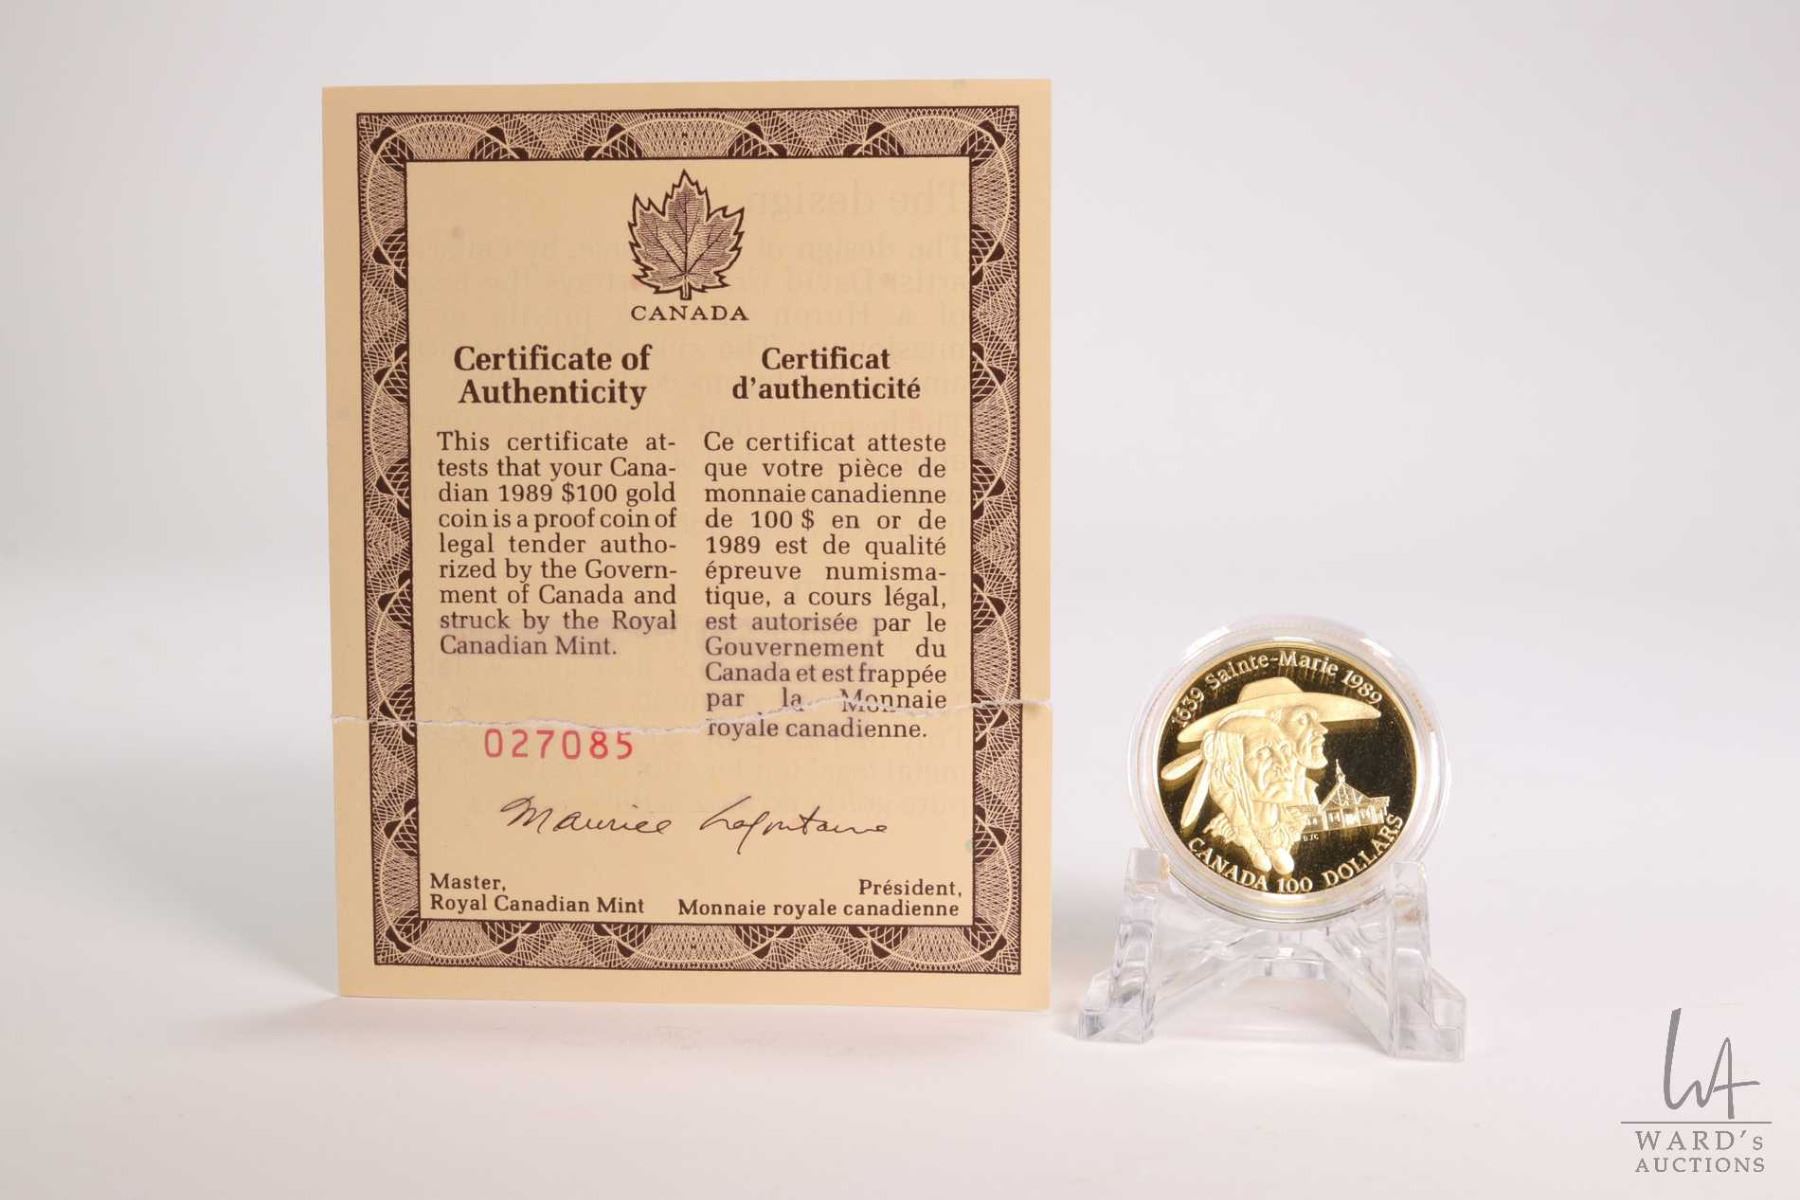 CANADA
Certificate of
Authenticity
This certificate at-
tests that your Cana-
dian 1989 $100 gold
coin is a proof coin of
legal tender autho-
rized by the Govern-
ment of Canada and
struck by the Royal
Canadian Mint.
Certificat
d'authenticité
Ce certificat atteste
que votre pièce de
monnaie canadienne
de 100 $ en or de
1989 est de qualité
épreuve numisma-
tique, a cours légal,
est autorisée par le
Gouvernement du
Canada et est frappée
par la Monnaie
royale canadienne.
027085
Maurice Lafontaine
Master,
Royal Canadian Mint
Président,
Monnaie royale canadienne
1639 Sainte-Marie 1989
CANADA 100 DOLLARS
WA
WARD's
AUCTIONS